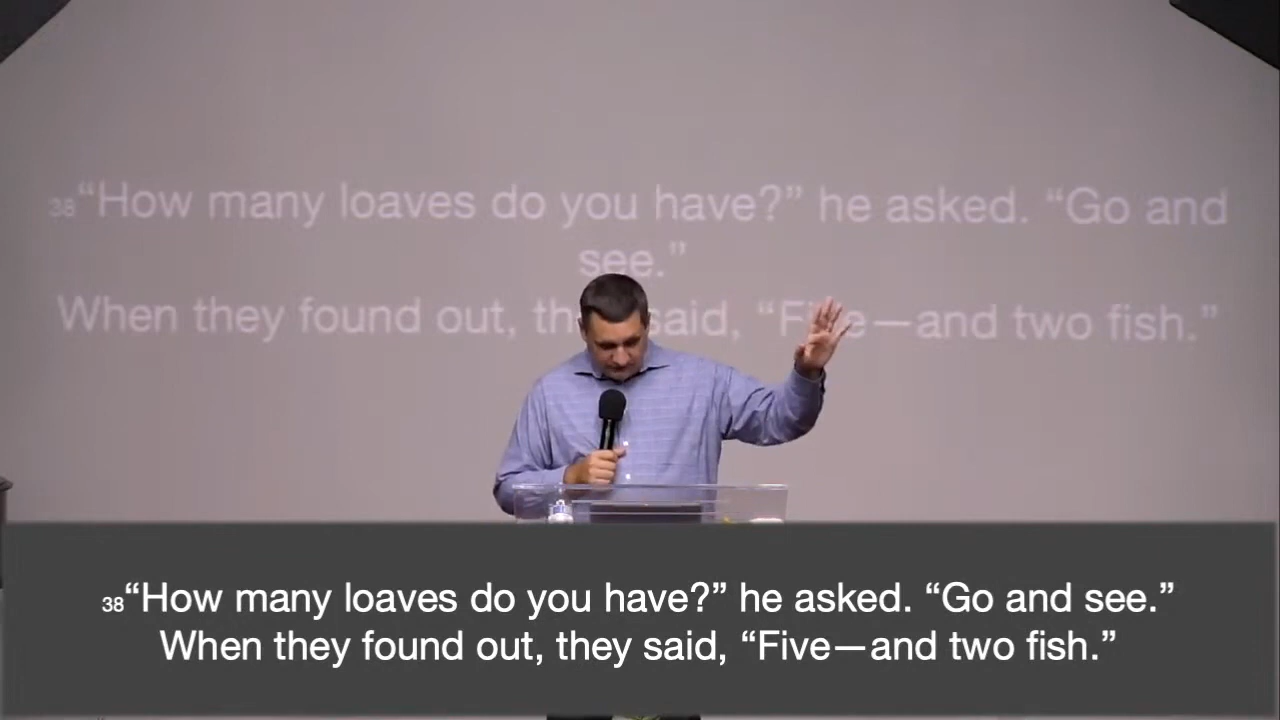 38“How many loaves do you have?” he asked. “Go and
see.”
When they found out, th said, “Five—and two fish.”
38“How many loaves do you have?” he asked. “Go and see.”
When they found out, they said, “Five—and two fish.”